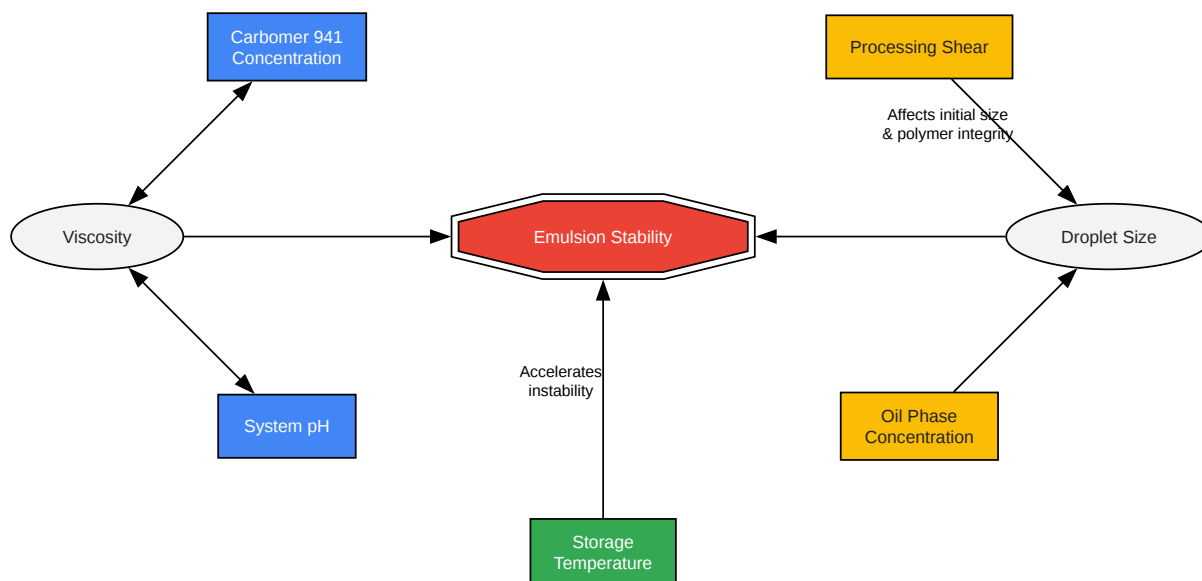 Carbomer 941
Concentration
Processing Shear
Affects initial size
& polymer integrity
Viscosity
Emulsion Stability
Droplet Size
Accelerates
instability
System pH
Oil Phase
Concentration
Storage
Temperature